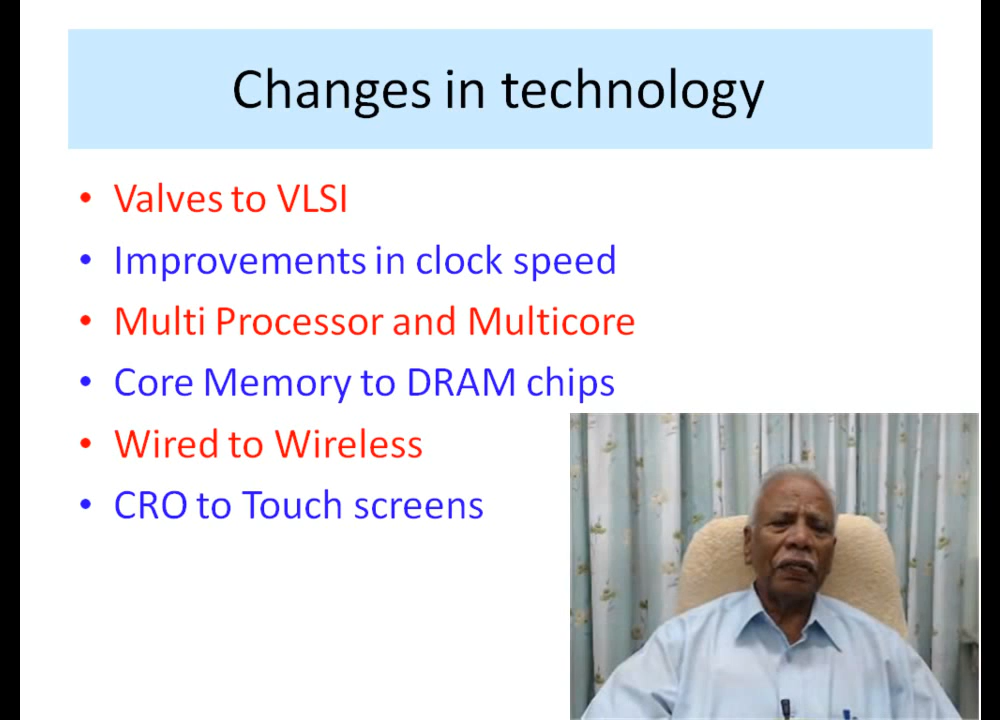 Changes in technology
• Valves to VLSI
• Improvements in clock speed
• Multi Processor and Multicore
• Core Memory to DRAM chips
• Wired to Wireless
• CRO to Touch screens